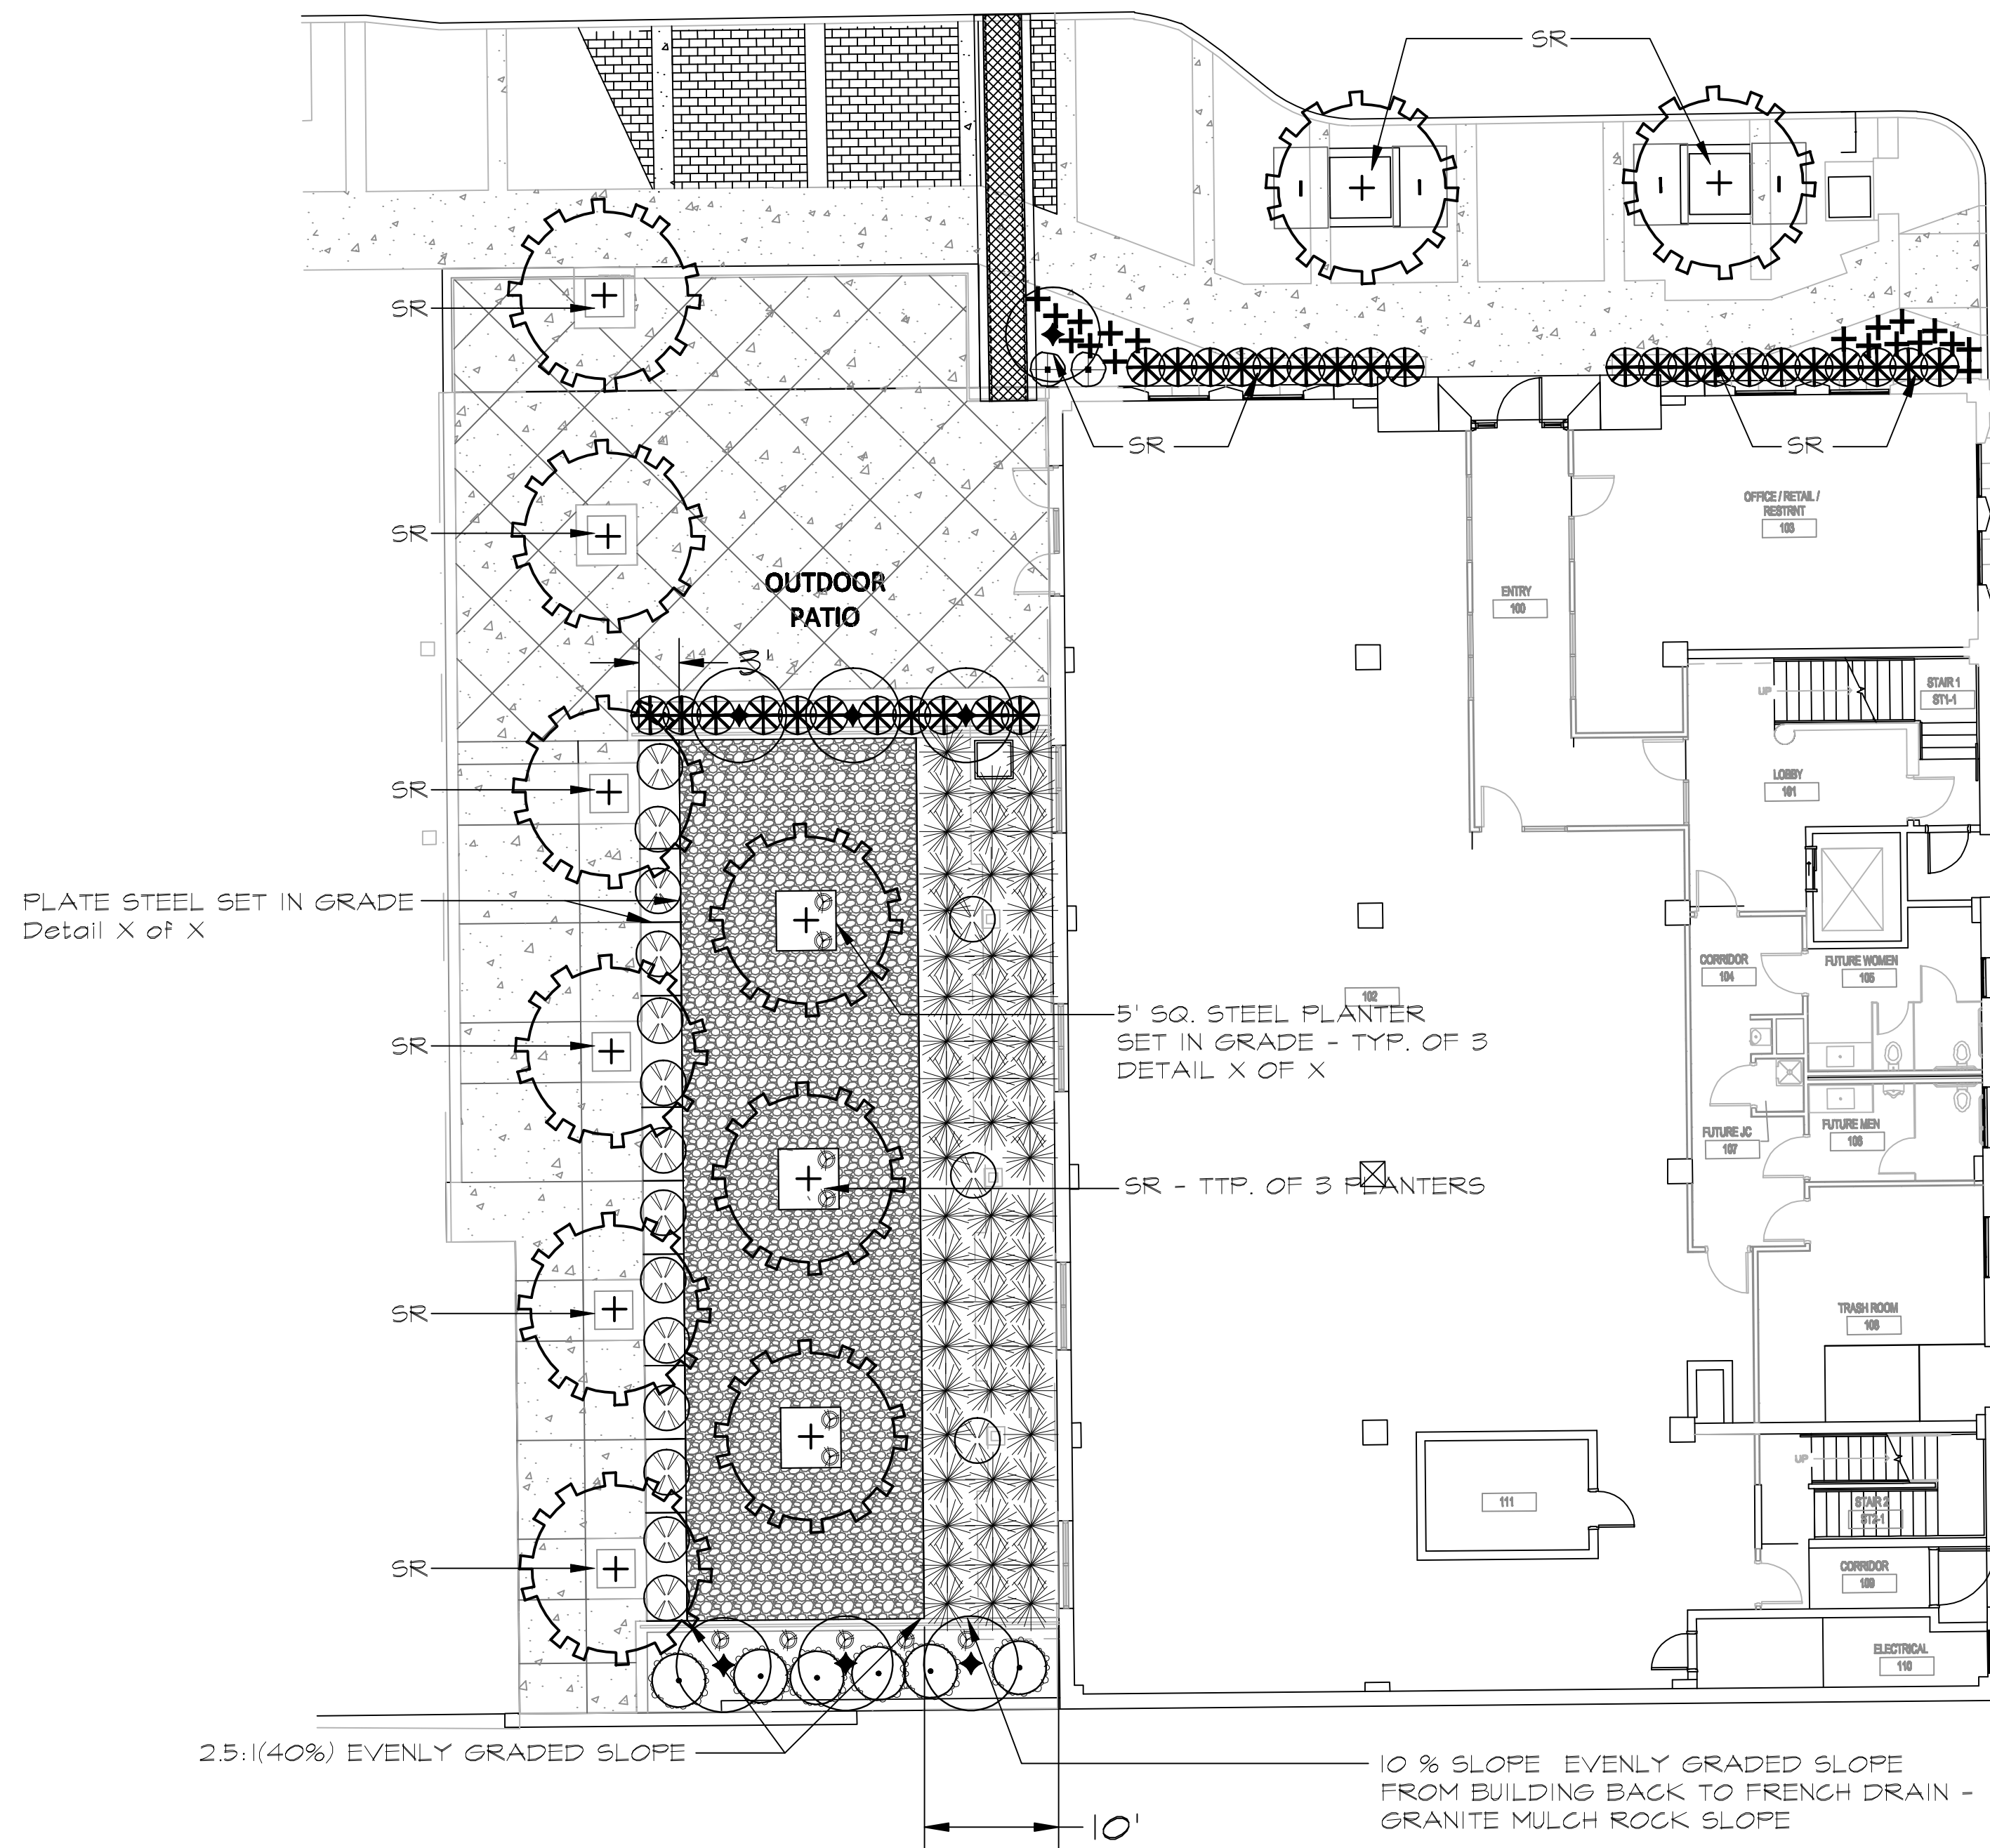 SR
SR
SR
SR
OFFICE / RETAIL /
RESTRNT
103
SR
OUTDOOR
PATIO
ENTRY
100
3'
UP
STAIR 1
ST1-1
LOBBY
101
SR
PLATE STEEL SET IN GRADE
Detail X of X
CORRIDOR
104
FUTURE WOMEN
105
102
5' SQ. STEEL PLANTER
SET IN GRADE - TYP. OF 3
DETAIL X OF X
SR
FUTURE JC
107
FUTURE MEN
106
SR - TTP. OF 3 PLANTERS
SR
TRASH ROOM
108
UP
STAIR 2
ST2-1
111
SR
CORRIDOR
109
ELECTRICAL
110
2.5:1(40%) EVENLY GRADED SLOPE
10 % SLOPE EVENLY GRADED SLOPE
FROM BUILDING BACK TO FRENCH DRAIN -
GRANITE MULCH ROCK SLOPE
10'